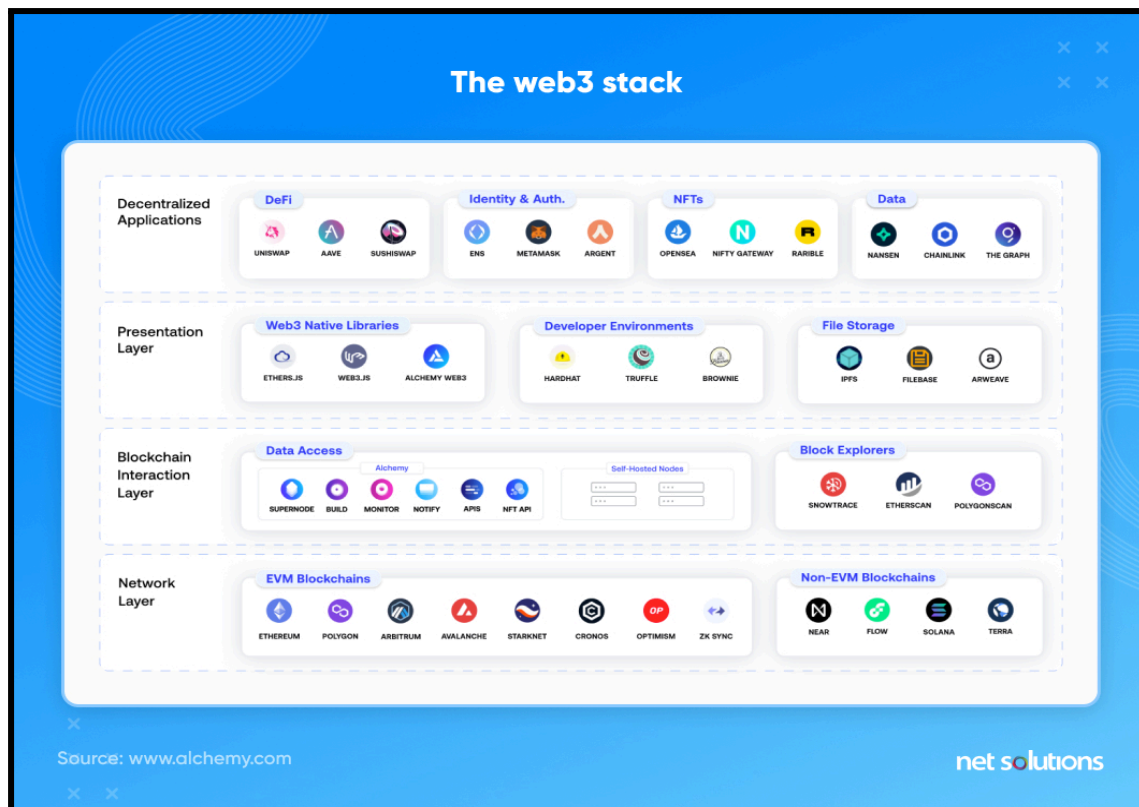 The web3 stack
Decentralized
Applications
DeFi
UNISWAP
AAVE
SUSHISWAP
Identity & Auth.
ENS
METAMASK
ARGENT
NFTs
OPENSEA
NIFTY GATEWAY
RARIBLE
Data
NANSEN
CHAINLINK
THE GRAPH
Presentation
Layer
Web3 Native Libraries
ETHERS.JS
WEB3.JS
ALCHEMY WEB3
Developer Environments
HARDHAT
TRUFFLE
BROWNIE
File Storage
IPFS
FILEBASE
ARWEAVE
Blockchain
Interaction
Layer
Data Access
Alchemy
SUPERNODE
BUILD
MONITOR
NOTIFY
APIS
NFT API
Self-Hosted Nodes
Block Explorers
SNOWTRACE
ETHERSCAN
POLYGONSCAN
Network
Layer
EVM Blockchains
ETHEREUM
POLYGON
ARBITRUM
AVALANCHE
STARKNET
CRONOS
OP
OPTIMISM
ZK SYNC
Non-EVM Blockchains
NEAR
FLOW
SOLANA
TERRA
Source: www.alchemy.com
net solutions